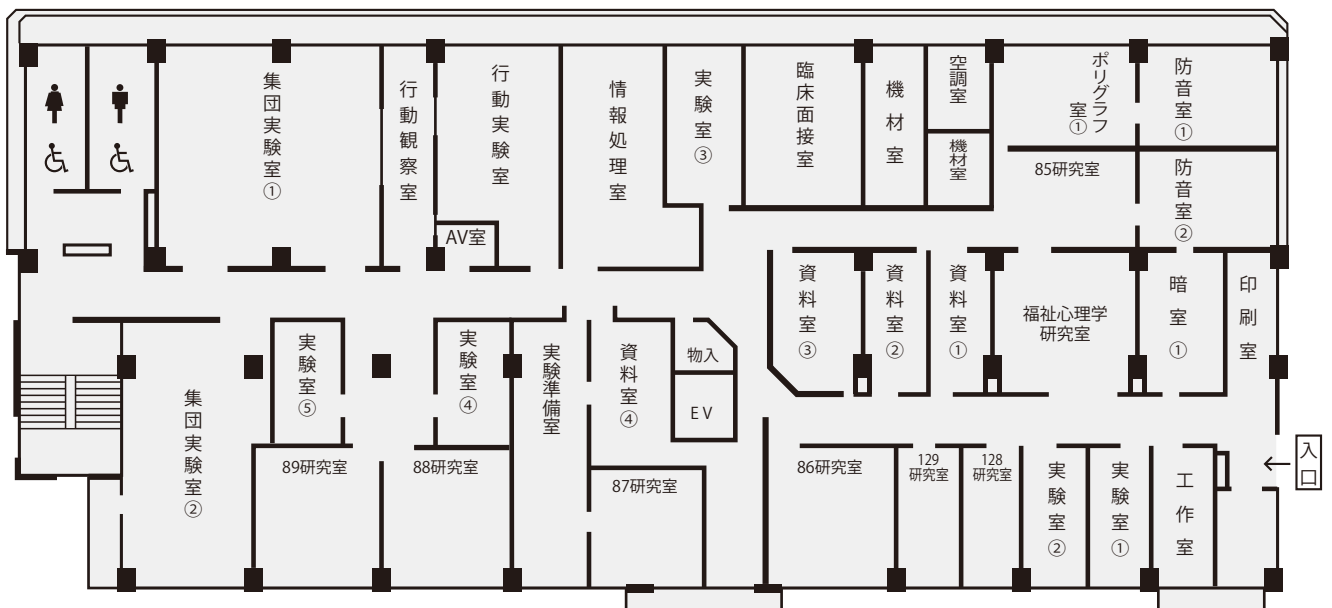 集団実験室①
行動観察室
行動実験室
AV室
情報処理室
実験室③
臨床面接室
機材室
空調室
機材室
ポリグラフ
室①
防音室①
85研究室
防音室②
資料室③
資料室②
資料室①
福祉心理学
研究室
暗室①
印刷室
集団実験室②
実験室⑤
実験室④
実験準備室
資料室④
物入
EV
89研究室
88研究室
87研究室
86研究室
129
研究室
128
研究室
実験室②
実験室①
工作室
入口